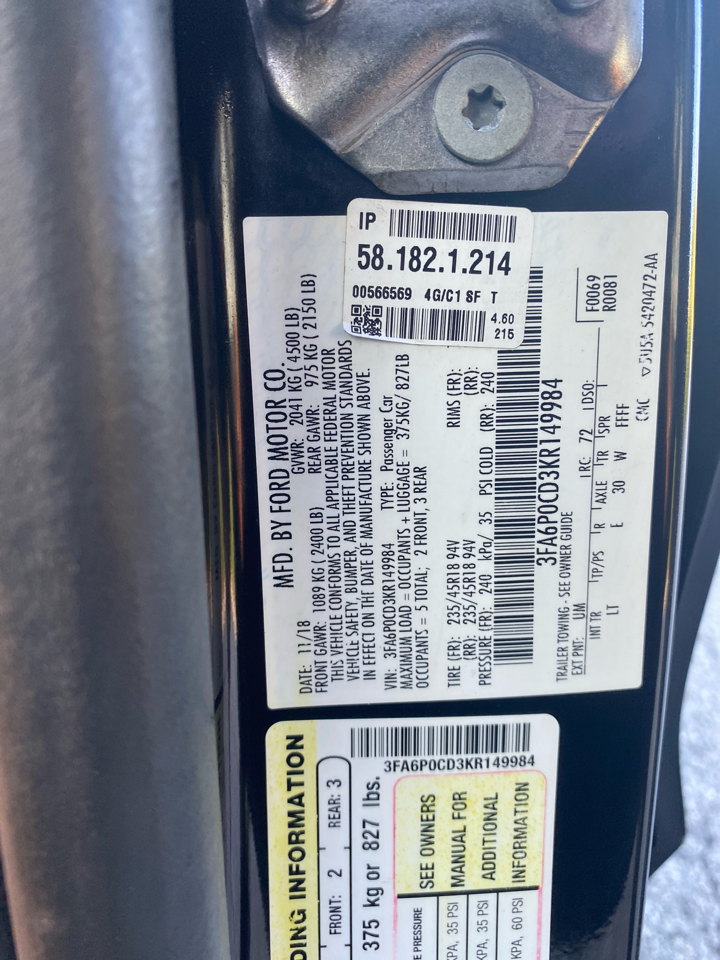 IP
58.182.1.214
00566569 4G/C1 SF T
4.60
215
MFD. BY FORD MOTOR CO.
DATE: 11/18 GVWR: 2041 KG ( 4500 LB)
FRONT GAWR: 1089 KG ( 2400 LB) REAR GAWR: 975 KG ( 2150 LB)
THIS VEHICLE CONFORMS TO ALL APPLICABLE FEDERAL MOTOR
VEHICLE SAFETY, BUMPER, AND THEFT PREVENTION STANDARDS
IN EFFECT ON THE DATE OF MANUFACTURE SHOWN ABOVE.
VIN: 3FA6P0CD3KR149984 TYPE: Passenger Car
MAXIMUM LOAD = OCCUPANTS + LUGGAGE = 375KG/ 827LB
OCCUPANTS = 5 TOTAL; 2 FRONT, 3 REAR
TIRE (FR): 235/45R18 94V RIMS (FR):
(RR): 235/45R18 94V (RR):
PRESSURE (FR): 240 kPa/ 35 PSI COLD (RR): 240
3FA6P0CD3KR149984
TRAILER TOWING - SEE OWNER GUIDE
EXT PNT: UM RC: 72 DSO: F0069
R0081
INT TR TP/PS R AXLE TR SPR
LT E 30 W FFFF
CMC 5U5A-5420472-AA
DING INFORMATION
FRONT: 2 REAR: 3
375 kg or 827 lbs.
3FA6P0CD3KR149984
PRESSURE
KPA, 35 PSI
KPA, 35 PSI
KPA, 60 PSI
SEE OWNERS
MANUAL FOR
ADDITIONAL
INFORMATION